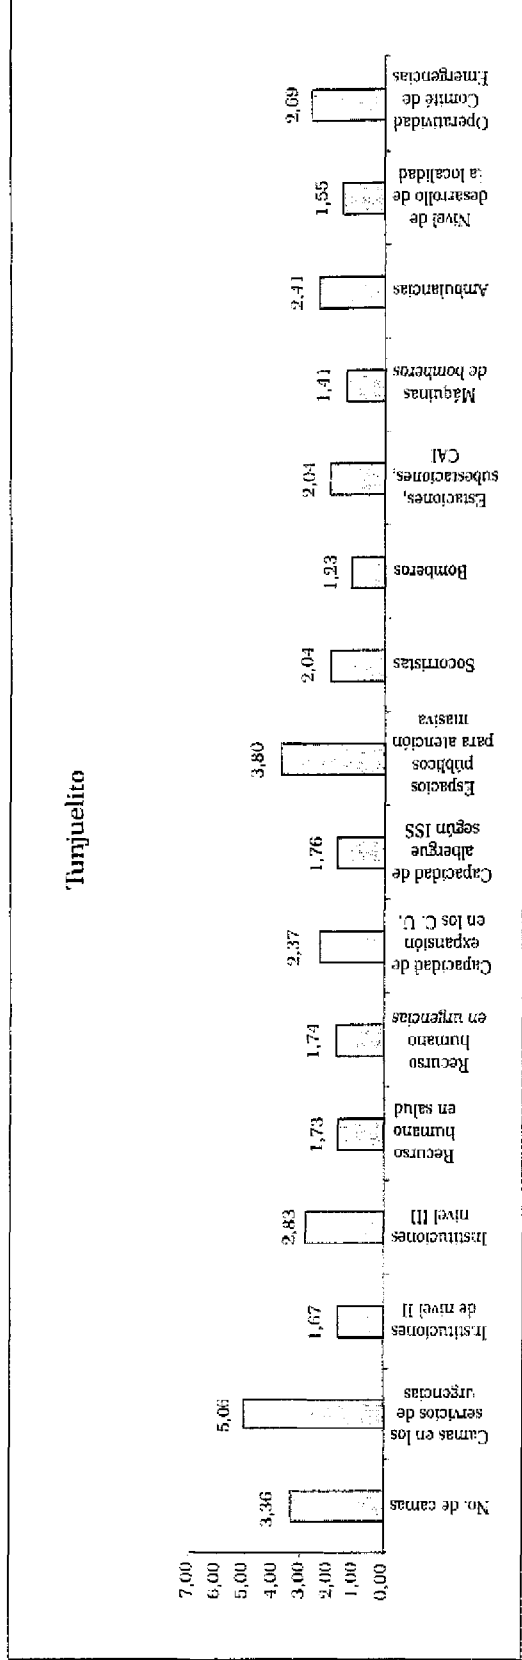 Tunjuelito
7,00
6,00
5,00
4,00
3,00
2,00
1,00
0,00
3,36
5,06
1,67
2,83
1,73
1,74
2,37
1,76
3,80
2,04
1,23
2,04
1,41
2,41
1,55
2,69
No. de camas
Camas en los
servicios de
urgencias
Instituciones
de nivel II
Instituciones
nivel III
Recurso
humano
en salud
Recurso
humano
en urgencias
Capacidad de
expansión
en los C. U.
Capacidad de
albergue
según ISS
Espacios
públicos
para atención
masiva
Socorristas
Bomberos
Estaciones,
subestaciones,
CAI
Máquinas
de bomberos
Ambulancias
Nivel de
desarrollo de
la localidad
Operatividad
Comité de
Emergencias